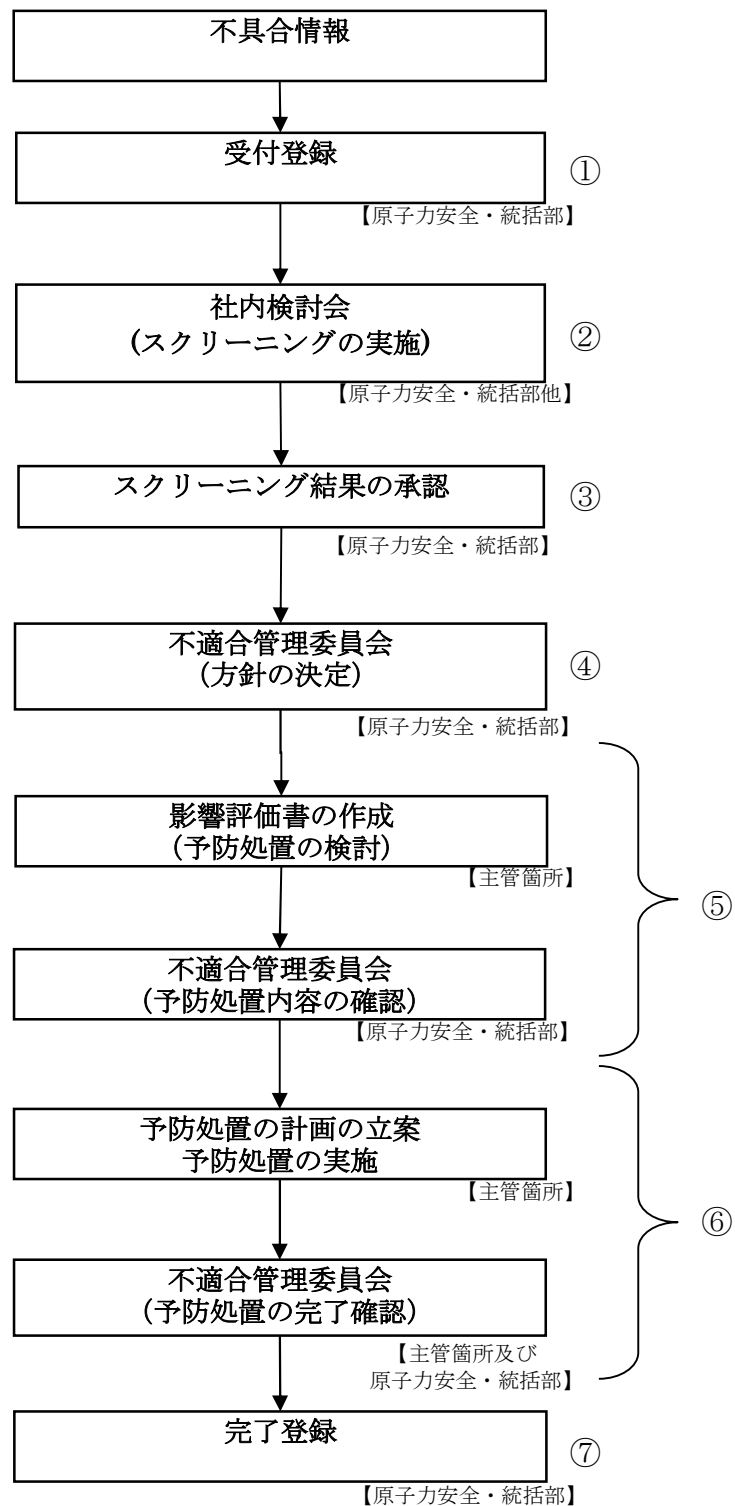 不具合情報
受付登録
①
【原子力安全・統括部】
社内検討会
(スクリーニングの実施)
②
【原子力安全・統括部他】
スクリーニング結果の承認
③
【原子力安全・統括部】
不適合管理委員会
(方針の決定)
④
【原子力安全・統括部】
影響評価書の作成
(予防処置の検討)
【主管箇所】
⑤
不適合管理委員会
(予防処置内容の確認)
【原子力安全・統括部】
予防処置の計画の立案
予防処置の実施
【主管箇所】
⑥
不適合管理委員会
(予防処置の完了確認)
【主管箇所及び
原子力安全・統括部】
完了登録
⑦
【原子力安全・統括部】